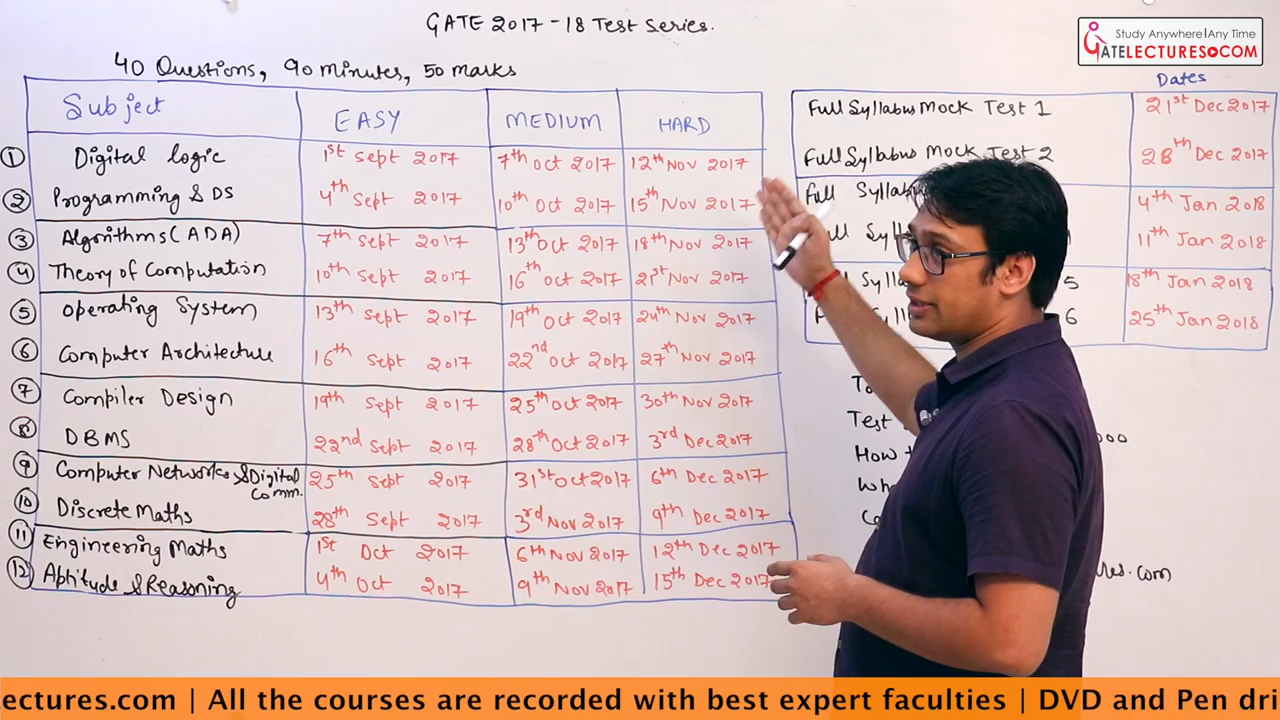 GATE 2017 - 18 Test Series.
Study Anywhere | Any Time
GATELECTURES.COM
40 Questions, 90 minutes, 50 marks
Subject EASY MEDIUM HARD
1 Digital logic 1st Sept 2017 7th Oct 2017 12th Nov 2017
2 Programming & DS 4th Sept 2017 10th Oct 2017 15th Nov 2017
3 Algorithms (ADA) 7th Sept 2017 13th Oct 2017 18th Nov 2017
4 Theory of Computation 10th Sept 2017 16th Oct 2017 21st Nov 2017
5 Operating System 13th Sept 2017 19th Oct 2017 24th Nov 2017
6 Computer Architecture 16th Sept 2017 22nd Oct 2017 27th Nov 2017
7 Compiler Design 19th Sept 2017 25th Oct 2017 30th Nov 2017
8 DBMS 22nd Sept 2017 28th Oct 2017 3rd Dec 2017
9 Computer Networks & Digital Comm. 25th Sept 2017 31st Oct 2017 6th Dec 2017
10 Discrete Maths 28th Sept 2017 3rd Nov 2017 9th Dec 2017
11 Engineering Maths 1st Oct 2017 6th Nov 2017 12th Dec 2017
12 Aptitude & Reasoning 4th Oct 2017 9th Nov 2017 15th Dec 2017
Dates
Full Syllabus Mock Test 1 21st Dec 2017
Full Syllabus Mock Test 2 28th Dec 2017
Full 4th Jan 2018
11th Jan 2018
5 18th Jan 2018
6 25th Jan 2018
Test
How
ectures.com | All the courses are recorded with best expert faculties | DVD and Pen dri